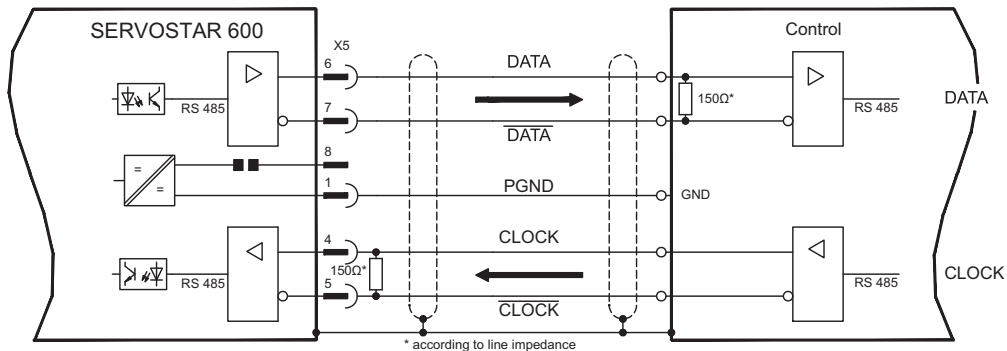 SERVOSTAR 600
X5
Control
6
DATA
RS 485
150Ω*
RS 485
DATA
7
DATA
8
=
=
1
PGND
GND
4
CLOCK
RS 485
150Ω*
RS 485
CLOCK
5
CLOCK
* according to line impedance